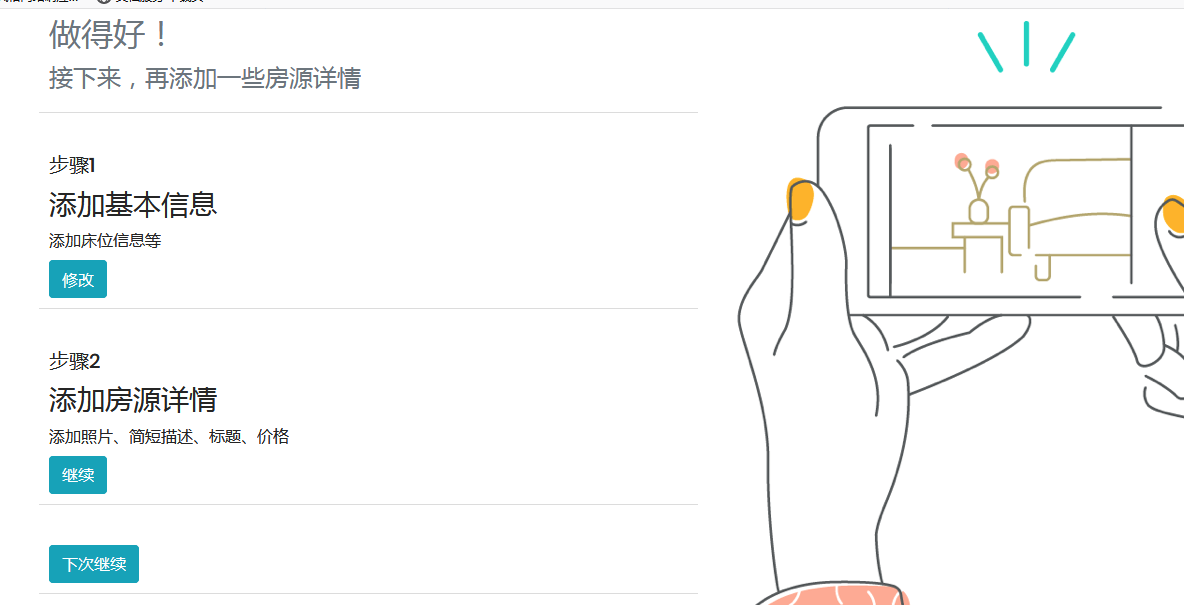 做得好！
接下来，再添加一些房源详情
步骤1
添加基本信息
添加床位信息等
修改
步骤2
添加房源详情
添加照片、简短描述、标题、价格
继续
下次继续